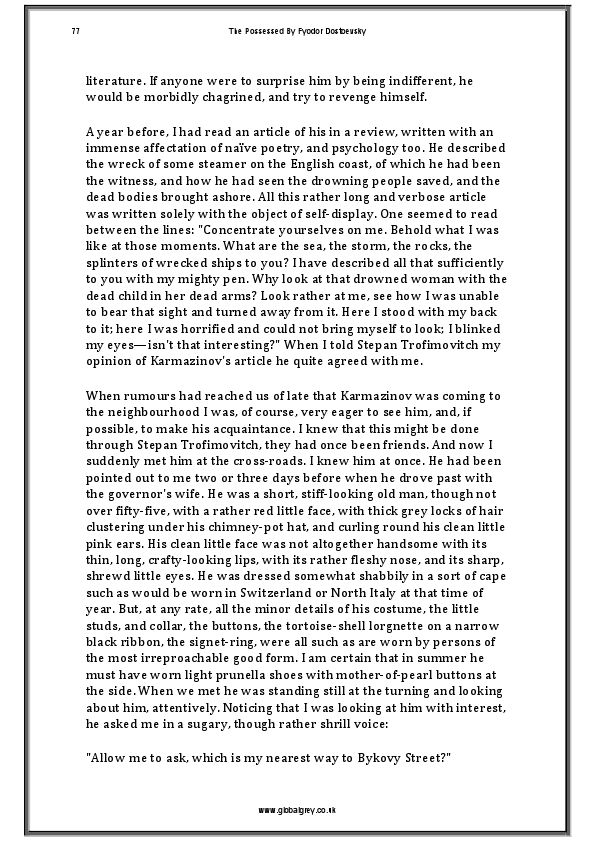 77
The Possessed By Fyodor Dostoevsky
literature. If anyone were to surprise him by being indifferent, he
would be morbidly chagrined, and try to revenge himself.
A year before, I had read an article of his in a review, written with an
immense affectation of naïve poetry, and psychology too. He described
the wreck of some steamer on the English coast, of which he had been
the witness, and how he had seen the drowning people saved, and the
dead bodies brought ashore. All this rather long and verbose article
was written solely with the object of self-display. One seemed to read
between the lines: "Concentrate yourselves on me. Behold what I was
like at those moments. What are the sea, the storm, the rocks, the
splinters of wrecked ships to you? I have described all that sufficiently
to you with my mighty pen. Why look at that drowned woman with the
dead child in her dead arms? Look rather at me, see how I was unable
to bear that sight and turned away from it. Here I stood with my back
to it; here I was horrified and could not bring myself to look; I blinked
my eyes—isn't that interesting?" When I told Stepan Trofimovitch my
opinion of Karmazinov's article he quite agreed with me.
When rumours had reached us of late that Karmazinov was coming to
the neighbourhood I was, of course, very eager to see him, and, if
possible, to make his acquaintance. I knew that this might be done
through Stepan Trofimovitch, they had once been friends. And now I
suddenly met him at the cross-roads. I knew him at once. He had been
pointed out to me two or three days before when he drove past with
the governor's wife. He was a short, stiff-looking old man, though not
over fifty-five, with a rather red little face, with thick grey locks of hair
clustering under his chimney-pot hat, and curling round his clean little
pink ears. His clean little face was not altogether handsome with its
thin, long, crafty-looking lips, with its rather fleshy nose, and its sharp,
shrewd little eyes. He was dressed somewhat shabbily in a sort of cape
such as would be worn in Switzerland or North Italy at that time of
year. But, at any rate, all the minor details of his costume, the little
studs, and collar, the buttons, the tortoise-shell lorgnette on a narrow
black ribbon, the signet-ring, were all such as are worn by persons of
the most irreproachable good form. I am certain that in summer he
must have worn light prunella shoes with mother-of-pearl buttons at
the side. When we met he was standing still at the turning and looking
about him, attentively. Noticing that I was looking at him with interest,
he asked me in a sugary, though rather shrill voice:
"Allow me to ask, which is my nearest way to Bykovy Street?"
www.globalgrey.co.uk